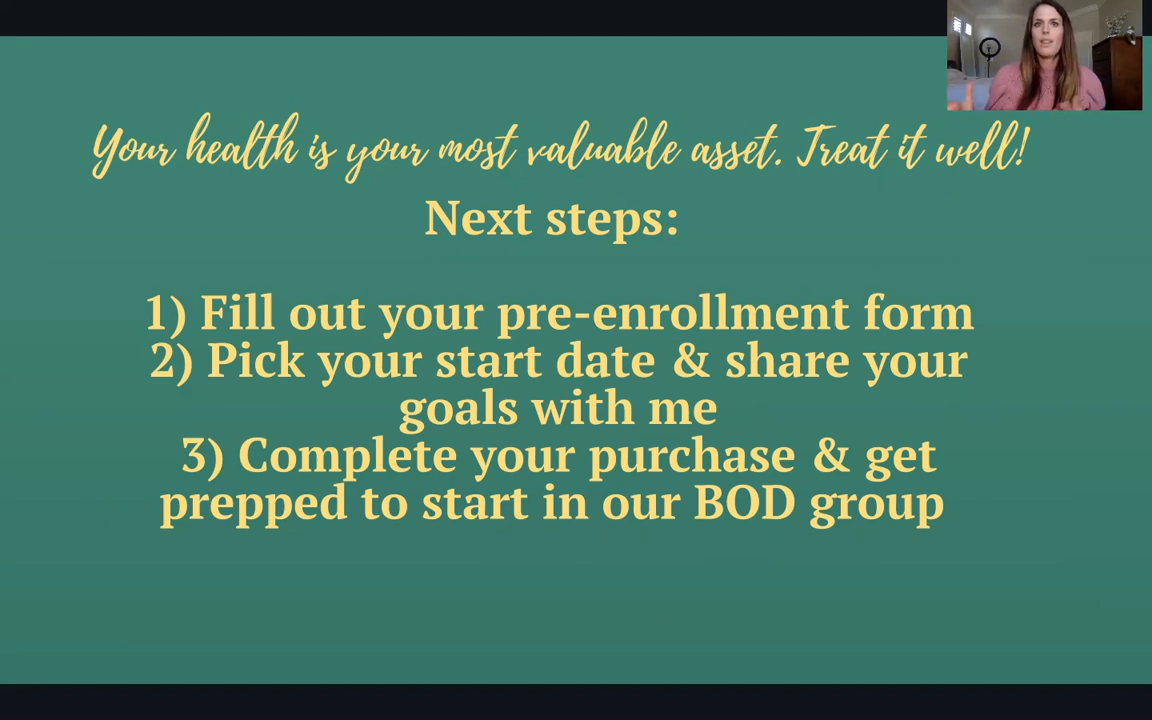 Your health is your most valuable asset. Treat it well!
Next steps:
1) Fill out your pre-enrollment form
2) Pick your start date & share your
goals with me
3) Complete your purchase & get
prepped to start in our BOD group